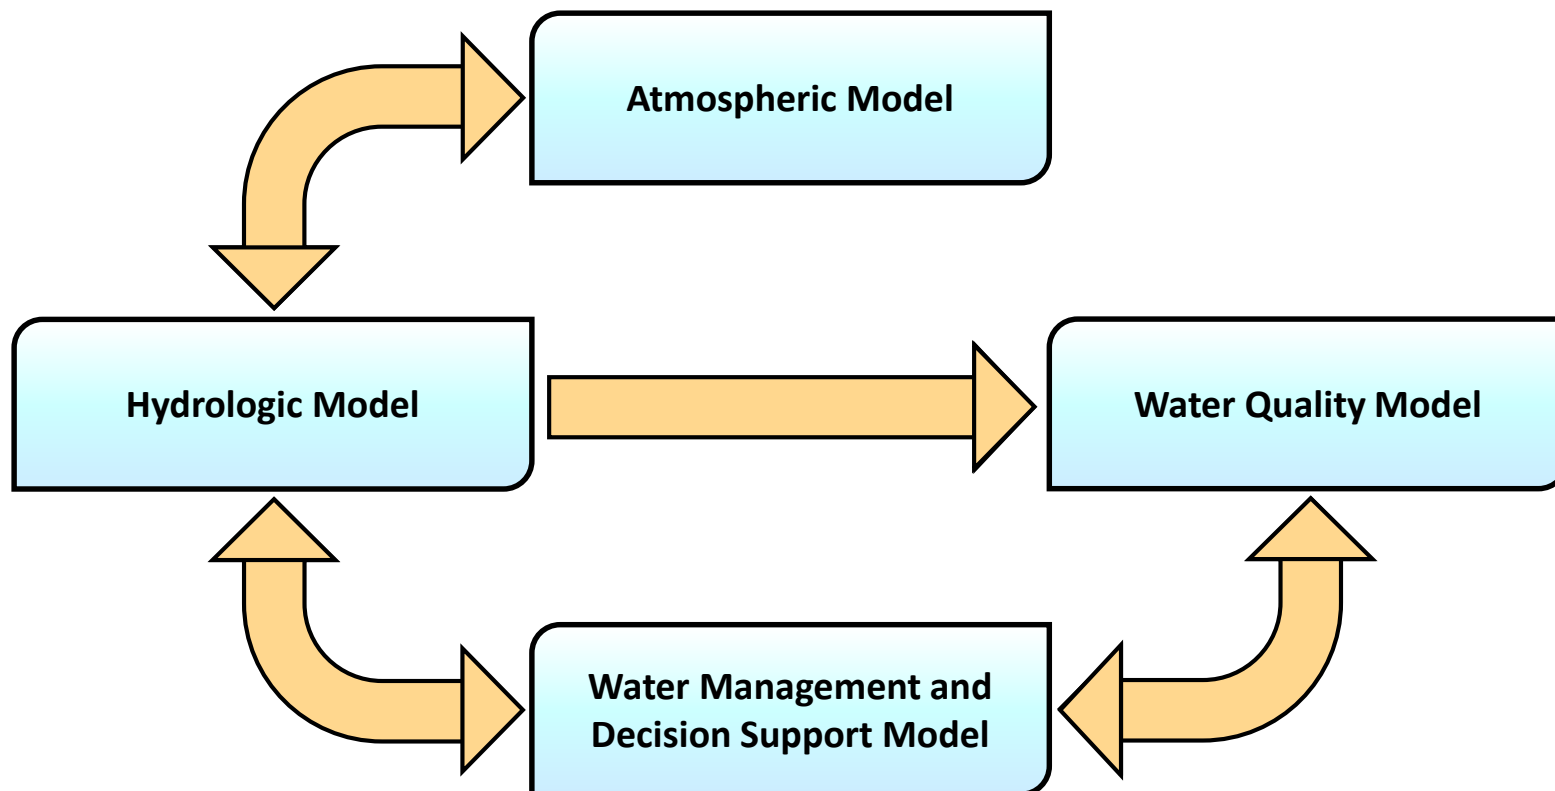 Atmospheric Model
Hydrologic Model
Water Quality Model
Water Management and
Decision Support Model